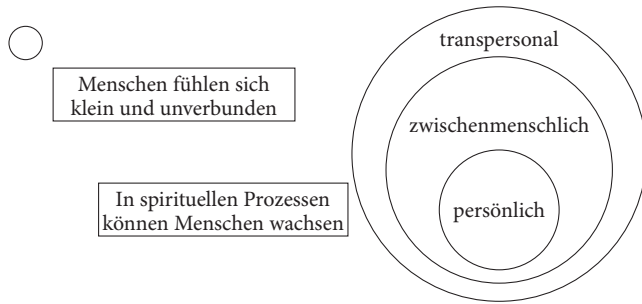 transpersonal
Menschen fühlen sich
klein und unverbunden
zwischenmenschlich
In spirituellen Prozessen
können Menschen wachsen
persönlich